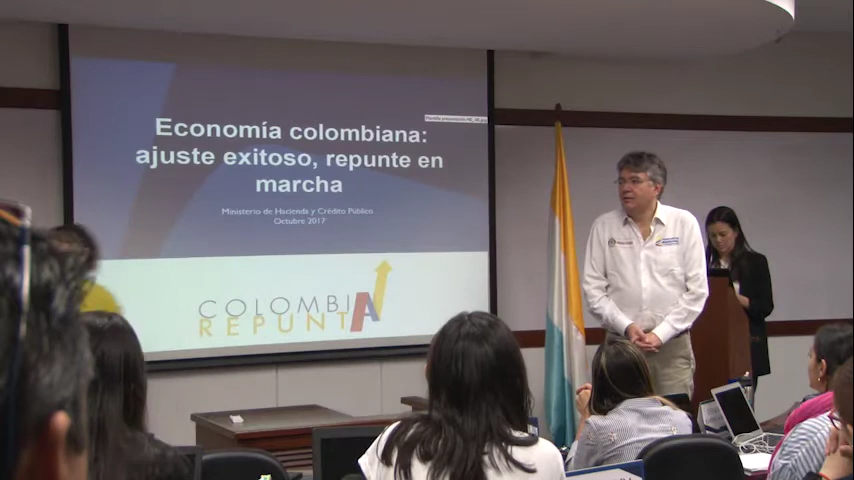 Economía colombiana:
ajuste exitoso, repunte en
marcha
Ministerio de Hacienda y Crédito Público
Octubre 2017
COLOMBIA
REPUNTA